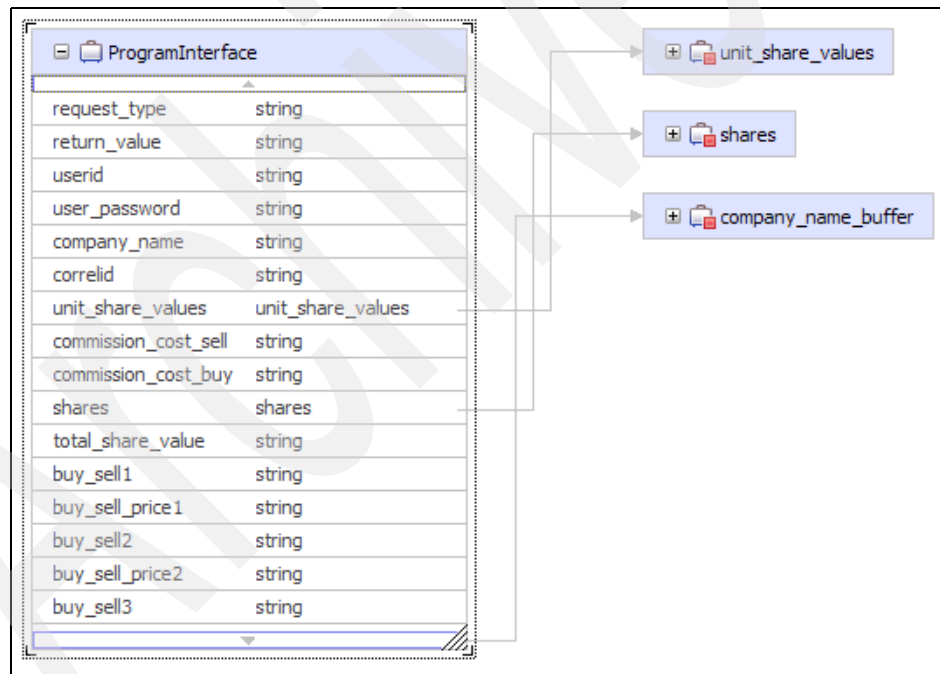 ProgramInterface
request_type string
return_value string
userid string
user_password string
company_name string
correlid string
unit_share_values unit_share_values
commission_cost_sell string
commission_cost_buy string
shares shares
total_share_value string
buy_sell1 string
buy_sell_price1 string
buy_sell2 string
buy_sell_price2 string
buy_sell3 string
unit_share_values
shares
company_name_buffer